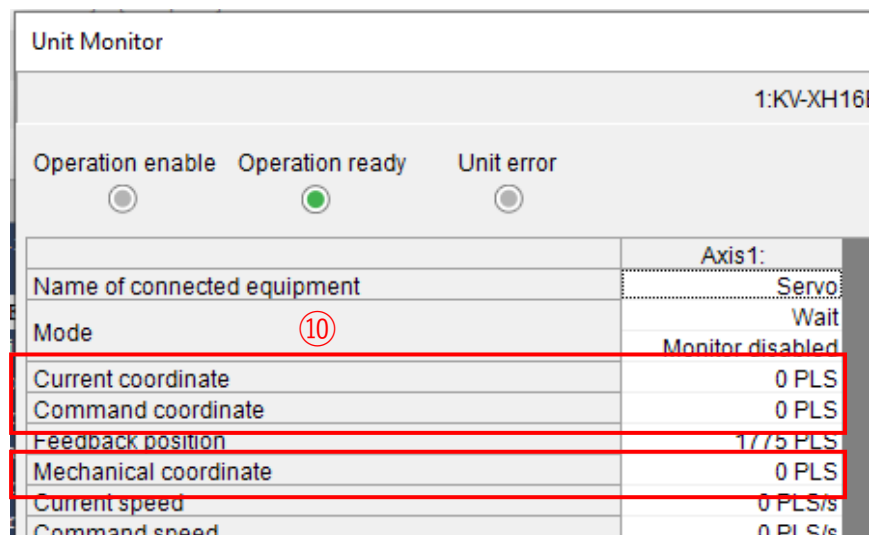 Unit Monitor
1:KV-XH16
Operation enable Operation ready Unit error
Axis1:
Name of connected equipment Servo
Wait
Mode ⑩
Monitor disabled
Current coordinate 0 PLS
Command coordinate 0 PLS
Feedback position 1775 PLS
Mechanical coordinate 0 PLS
Current speed 0 PLS/s
Command speed 0 PLS/s